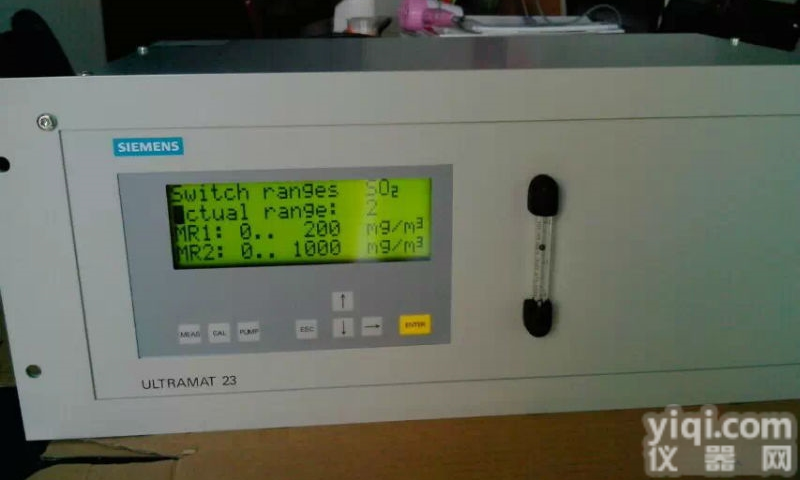 SIEMENS
Switch ranges SO₂
ctual range: 2
MR1: 0.. 200 mg/m³
MR2: 0.. 1000 mg/m³
↑
MEAS CAL PUMP ESC ↓ → ENTER
ULTRAMAT 23
yiqi.com
仪器网